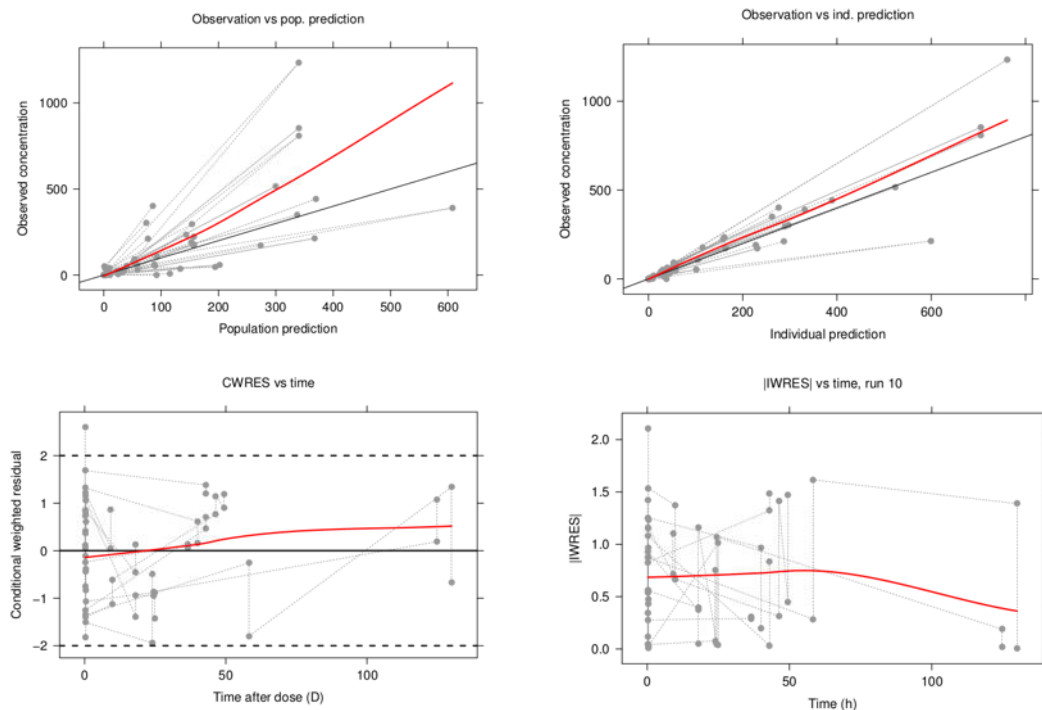 Observation vs pop. prediction
Observed concentration
1000
500
0
0 100 200 300 400 500 600
Population prediction
Observation vs ind. prediction
Observed concentration
1000
500
0
0 200 400 600
Individual prediction
CWRES vs time
Conditional weighted residual
2
1
0
−1
−2
0 50 100
Time after dose (D)
|IWRES| vs time, run 10
|IWRES|
2.0
1.5
1.0
0.5
0.0
0 50 100
Time (h)